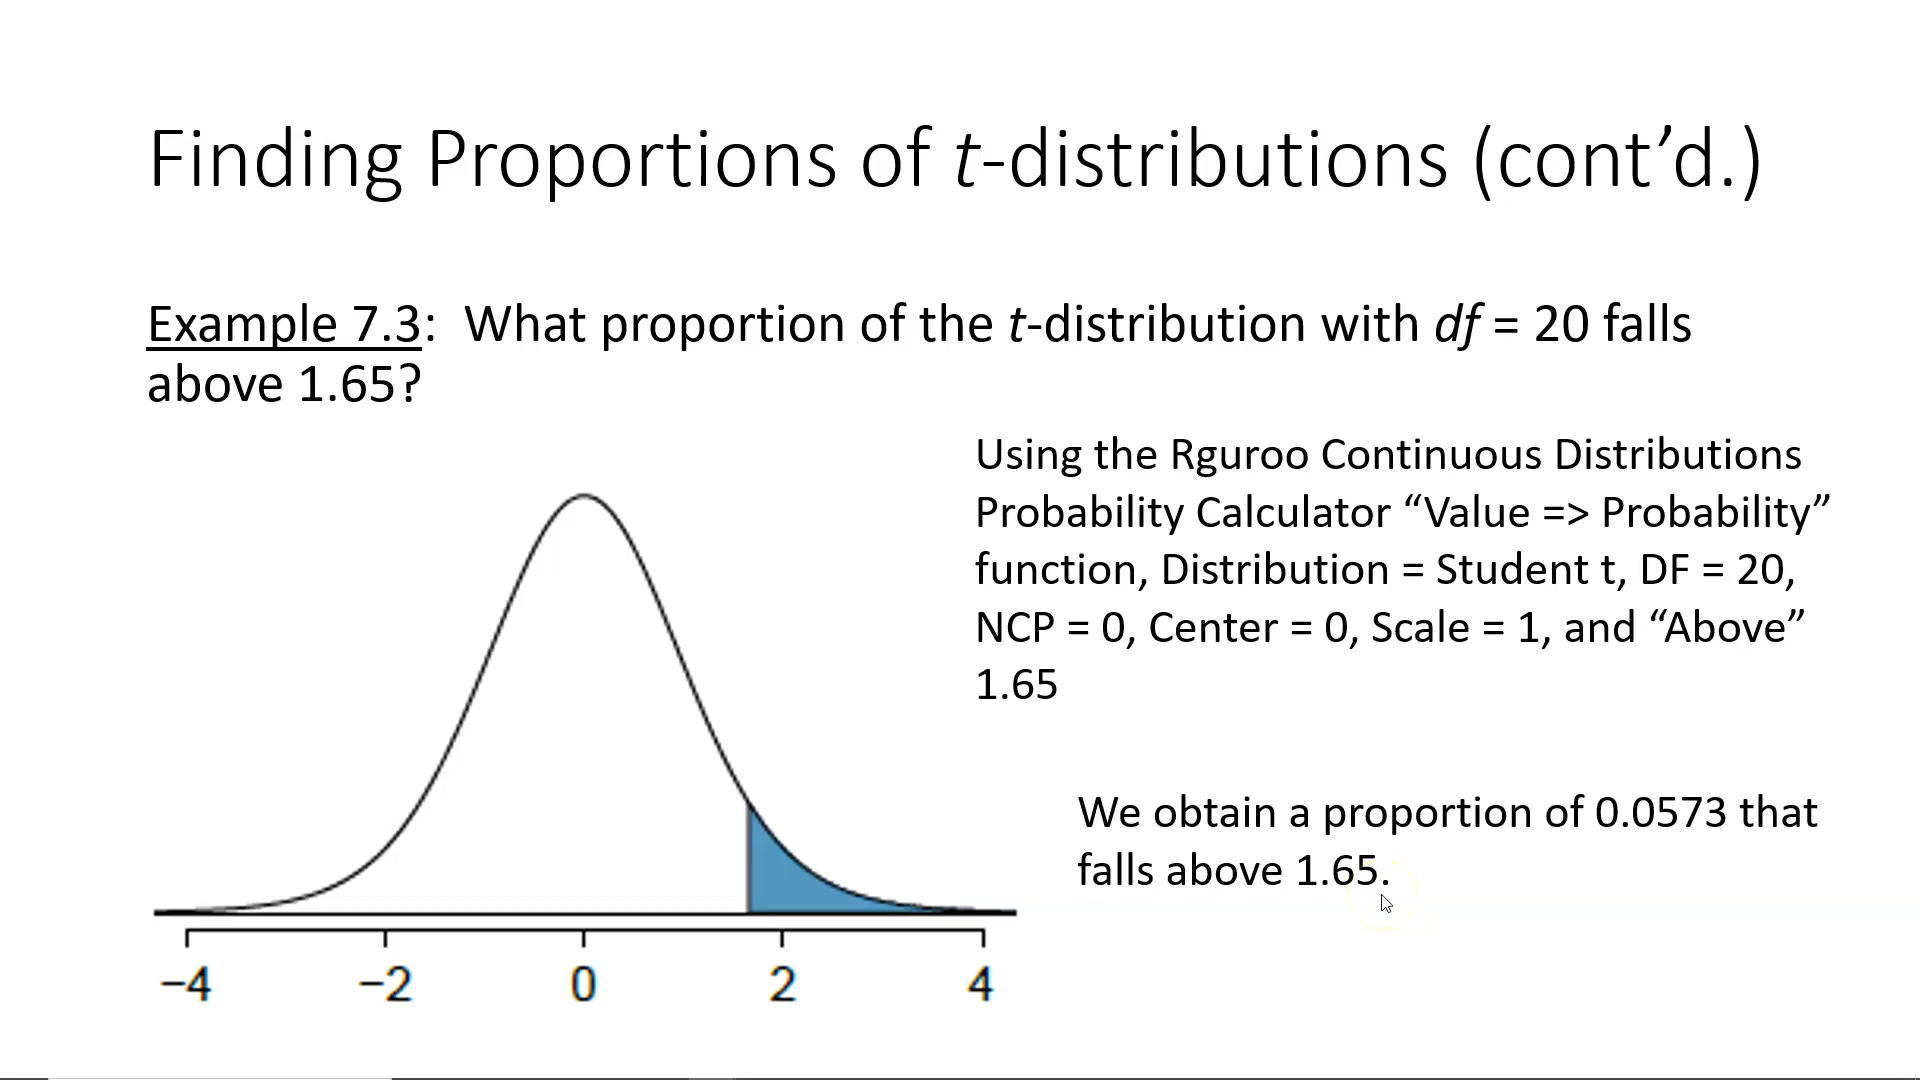 Finding Proportions of t-distributions (cont’d.)
Example 7.3:  What proportion of the t-distribution with df = 20 falls
above 1.65?
Using the Rguroo Continuous Distributions
Probability Calculator “Value => Probability”
function, Distribution = Student t, DF = 20,
NCP = 0, Center = 0, Scale = 1, and “Above”
1.65
We obtain a proportion of 0.0573 that
falls above 1.65.
−4 −2 0 2 4